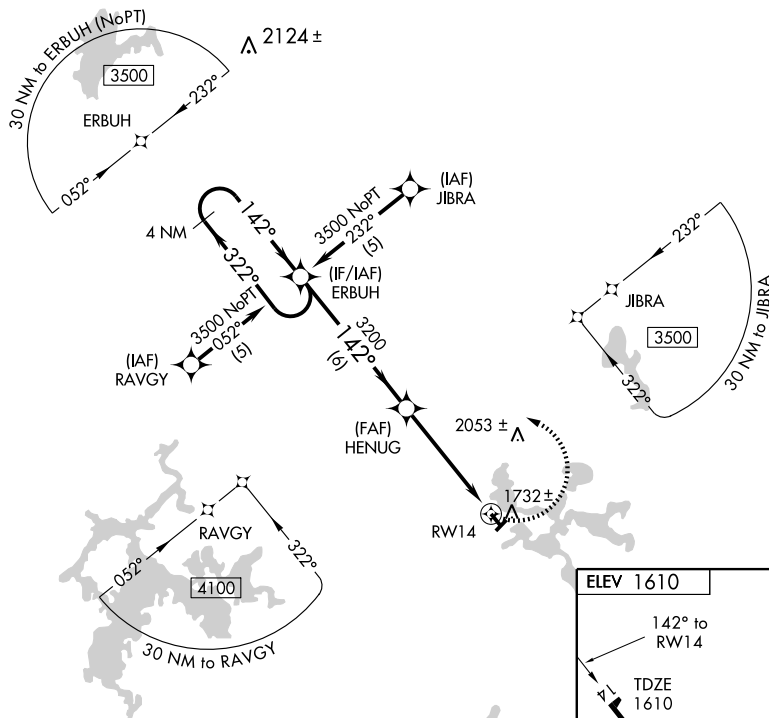 30 NM to ERBUH (NoPT)
2124 ±
3500
232°
ERBUH
052°
(IAF)
JIBRA
3500 NoPT
232°
(5)
4 NM
142°
322°
(IF/IAF)
ERBUH
3500 NoPT
052°
(5)
(IAF)
RAVGY
3200
142°
(6)
(FAF)
HENUG
232°
JIBRA
3500
322°
30 NM to JIBRA
2053 ±
1732 ±
RW14
RAVGY
052°
322°
4100
30 NM to RAVGY
ELEV 1610
142° to
RW14
14
TDZE
1610